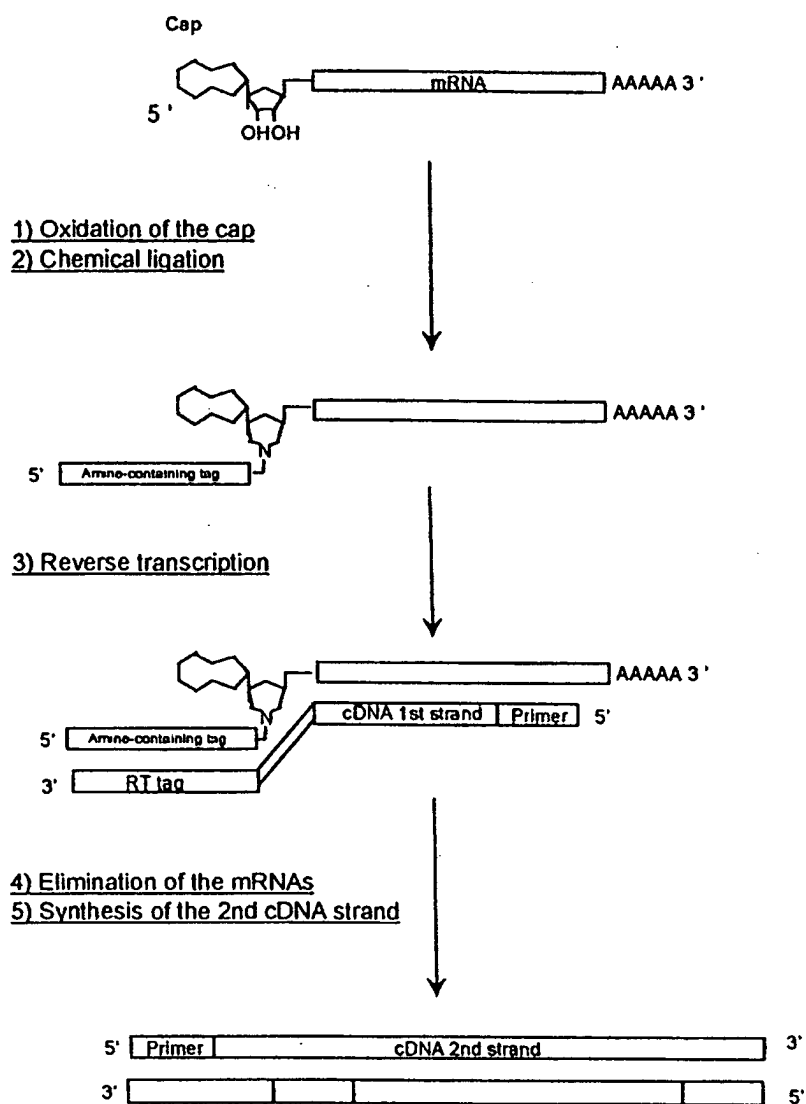 Cap
mRNA AAAAA 3'
5'
OHOH
1) Oxidation of the cap
2) Chemical ligation
AAAAA 3'
N
5' Amino-containing tag
3) Reverse transcription
AAAAA 3'
cDNA 1st strand Primer 5'
N
5' Amino-containing tag
3' RT tag
4) Elimination of the mRNAs
5) Synthesis of the 2nd cDNA strand
5' Primer cDNA 2nd strand 3'
3' 5'